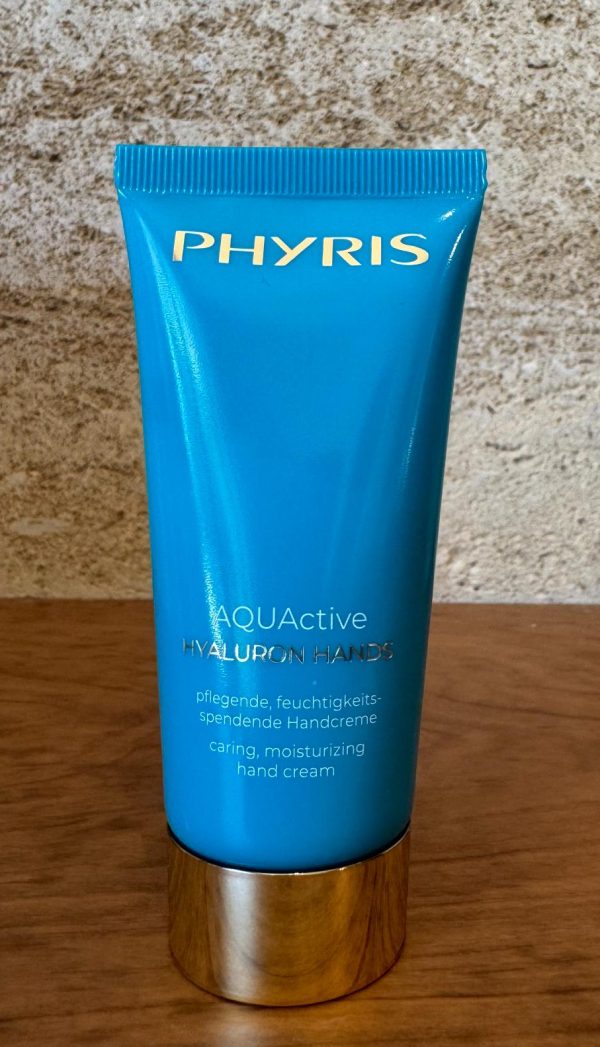 PHYRIS
AQUActive
HYALURON HANDS
pflegende, feuchtigkeits-
spendende Handcreme
caring, moisturizing
hand cream